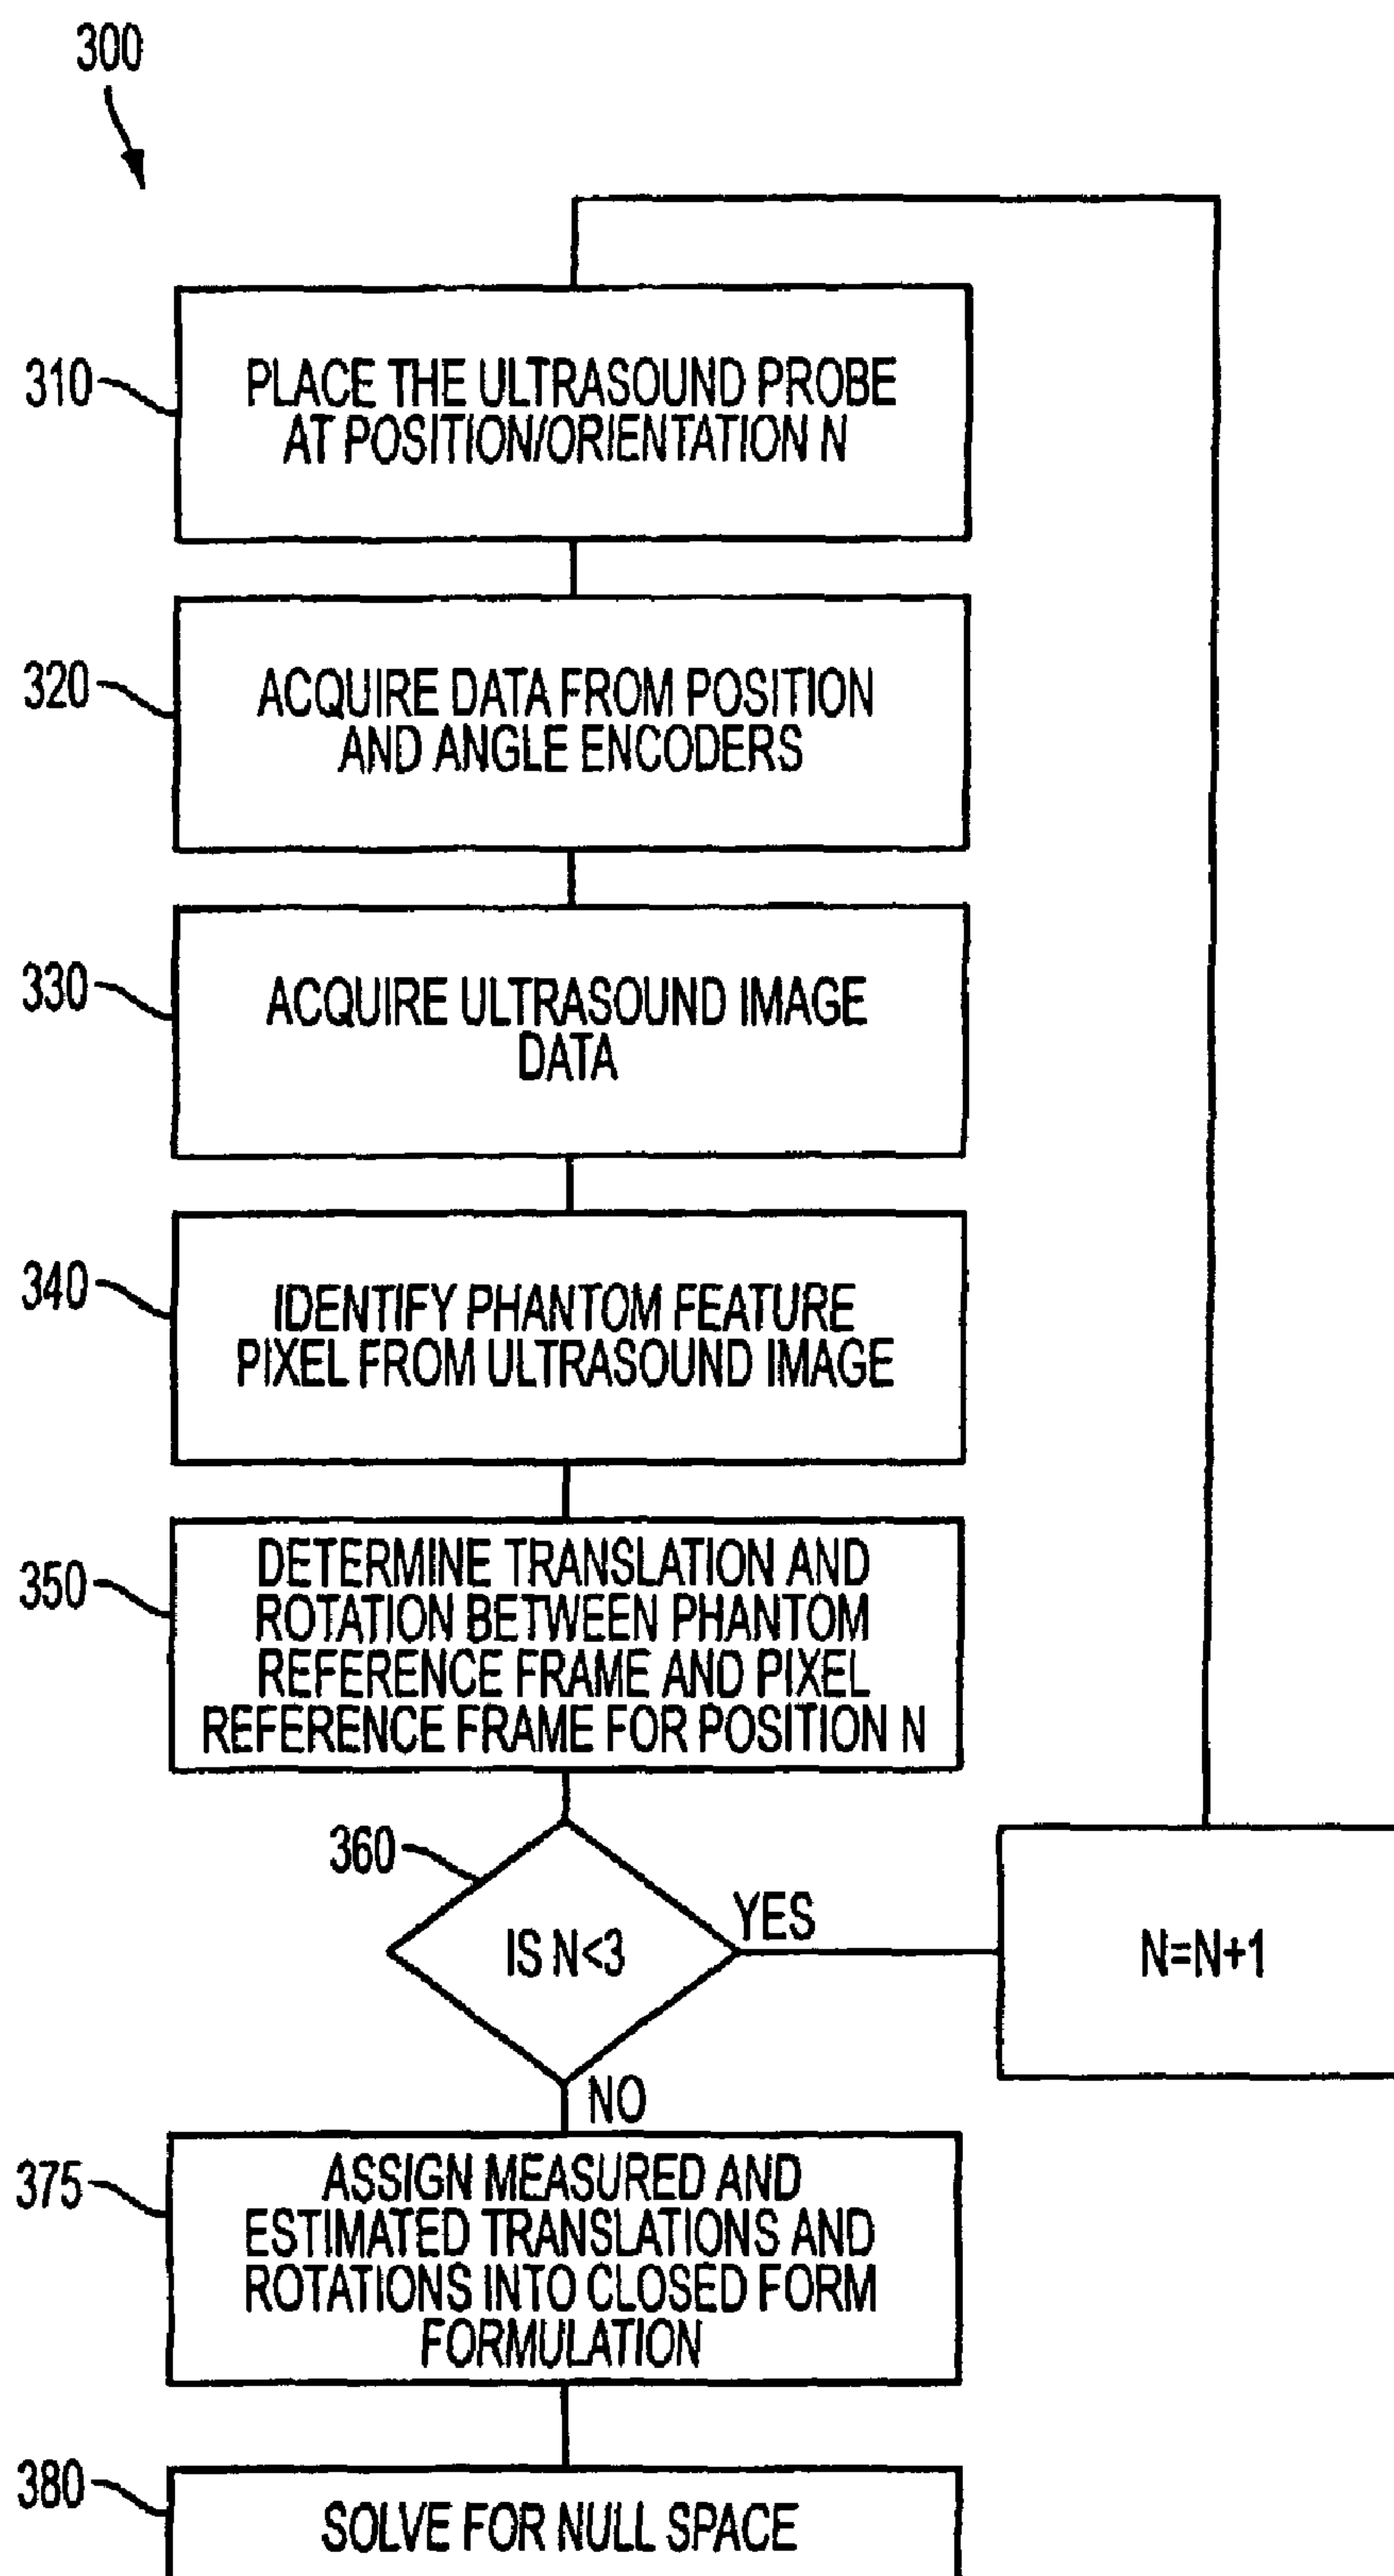 300
310
PLACE THE ULTRASOUND PROBE
AT POSITION/ORIENTATION N
320
ACQUIRE DATA FROM POSITION
AND ANGLE ENCODERS
330
ACQUIRE ULTRASOUND IMAGE
DATA
340
IDENTIFY PHANTOM FEATURE
PIXEL FROM ULTRASOUND IMAGE
350
DETERMINE TRANSLATION AND
ROTATION BETWEEN PHANTOM
REFERENCE FRAME AND PIXEL
REFERENCE FRAME FOR POSITION N
360
IS N<3
YES
N=N+1
NO
375
ASSIGN MEASURED AND
ESTIMATED TRANSLATIONS AND
ROTATIONS INTO CLOSED FORM
FORMULATION
380
SOLVE FOR NULL SPACE